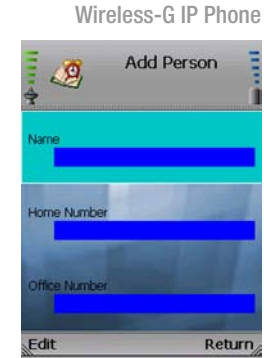 Wireless-G IP Phone
Add Person
Name
Home Number
Office Number
Edit Return